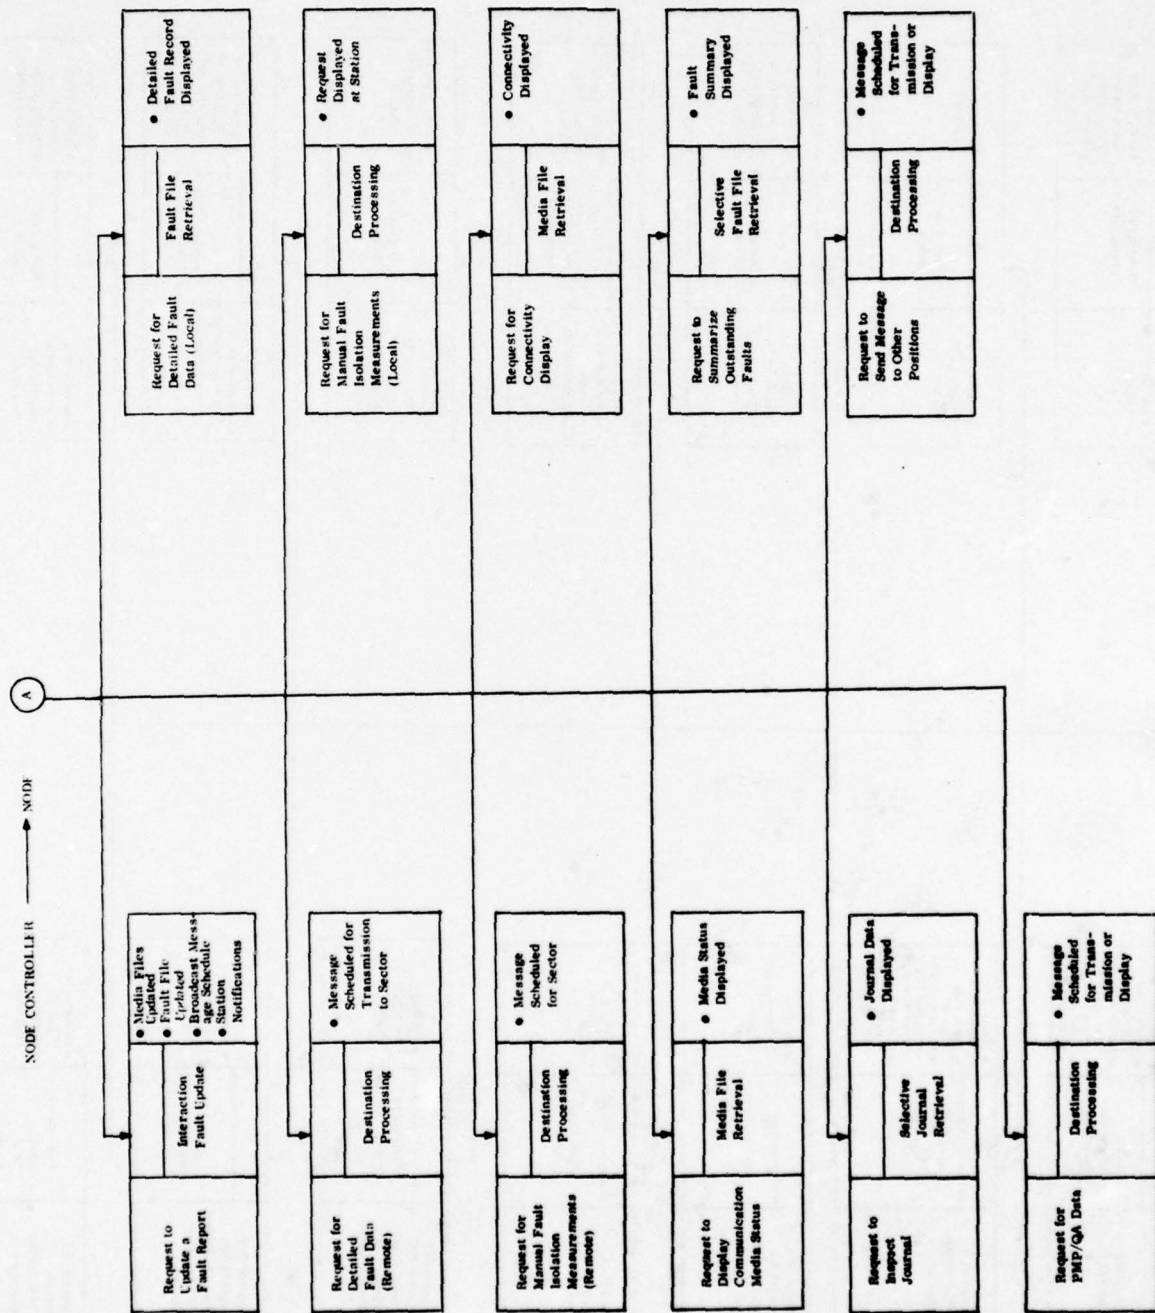 NODE CONTROLLER → NODE
A
Request to
Update a
Fault Report
Interaction
Fault Update
● Media Files
Updated
● Fault File
Updated
● Broadcast Mess-
age Schedule
● Station
Notifications
Request for
Detailed Fault
Data (Local)
Fault File
Retrieval
● Detailed
Fault Record
Displayed
Request for
Detailed
Fault Data
(Remote)
Destination
Processing
● Message
Scheduled for
Transmission
to Sector
Request for
Manual Fault
Isolation
Measurements
(Local)
Destination
Processing
● Request
Displayed
at Station
Request for
Manual Fault
Isolation
Measurements
(Remote)
Destination
Processing
● Message
Scheduled
for Sector
Request for
Connectivity
Display
Media File
Retrieval
● Connectivity
Displayed
Request to
Display
Communication
Media Status
Media File
Retrieval
● Media Status
Displayed
Request to
Summarize
Outstanding
Faults
Selective
Fault File
Retrieval
● Fault
Summary
Displayed
Request to
Inspect
Journal
Selective
Journal
Retrieval
● Journal Data
Displayed
Request to
Send Message
to Other
Positions
Destination
Processing
● Message
Scheduled
for Trans-
mission or
Display
Request for
PMP/QA Data
Destination
Processing
● Message
Scheduled
for Trans-
mission or
Display